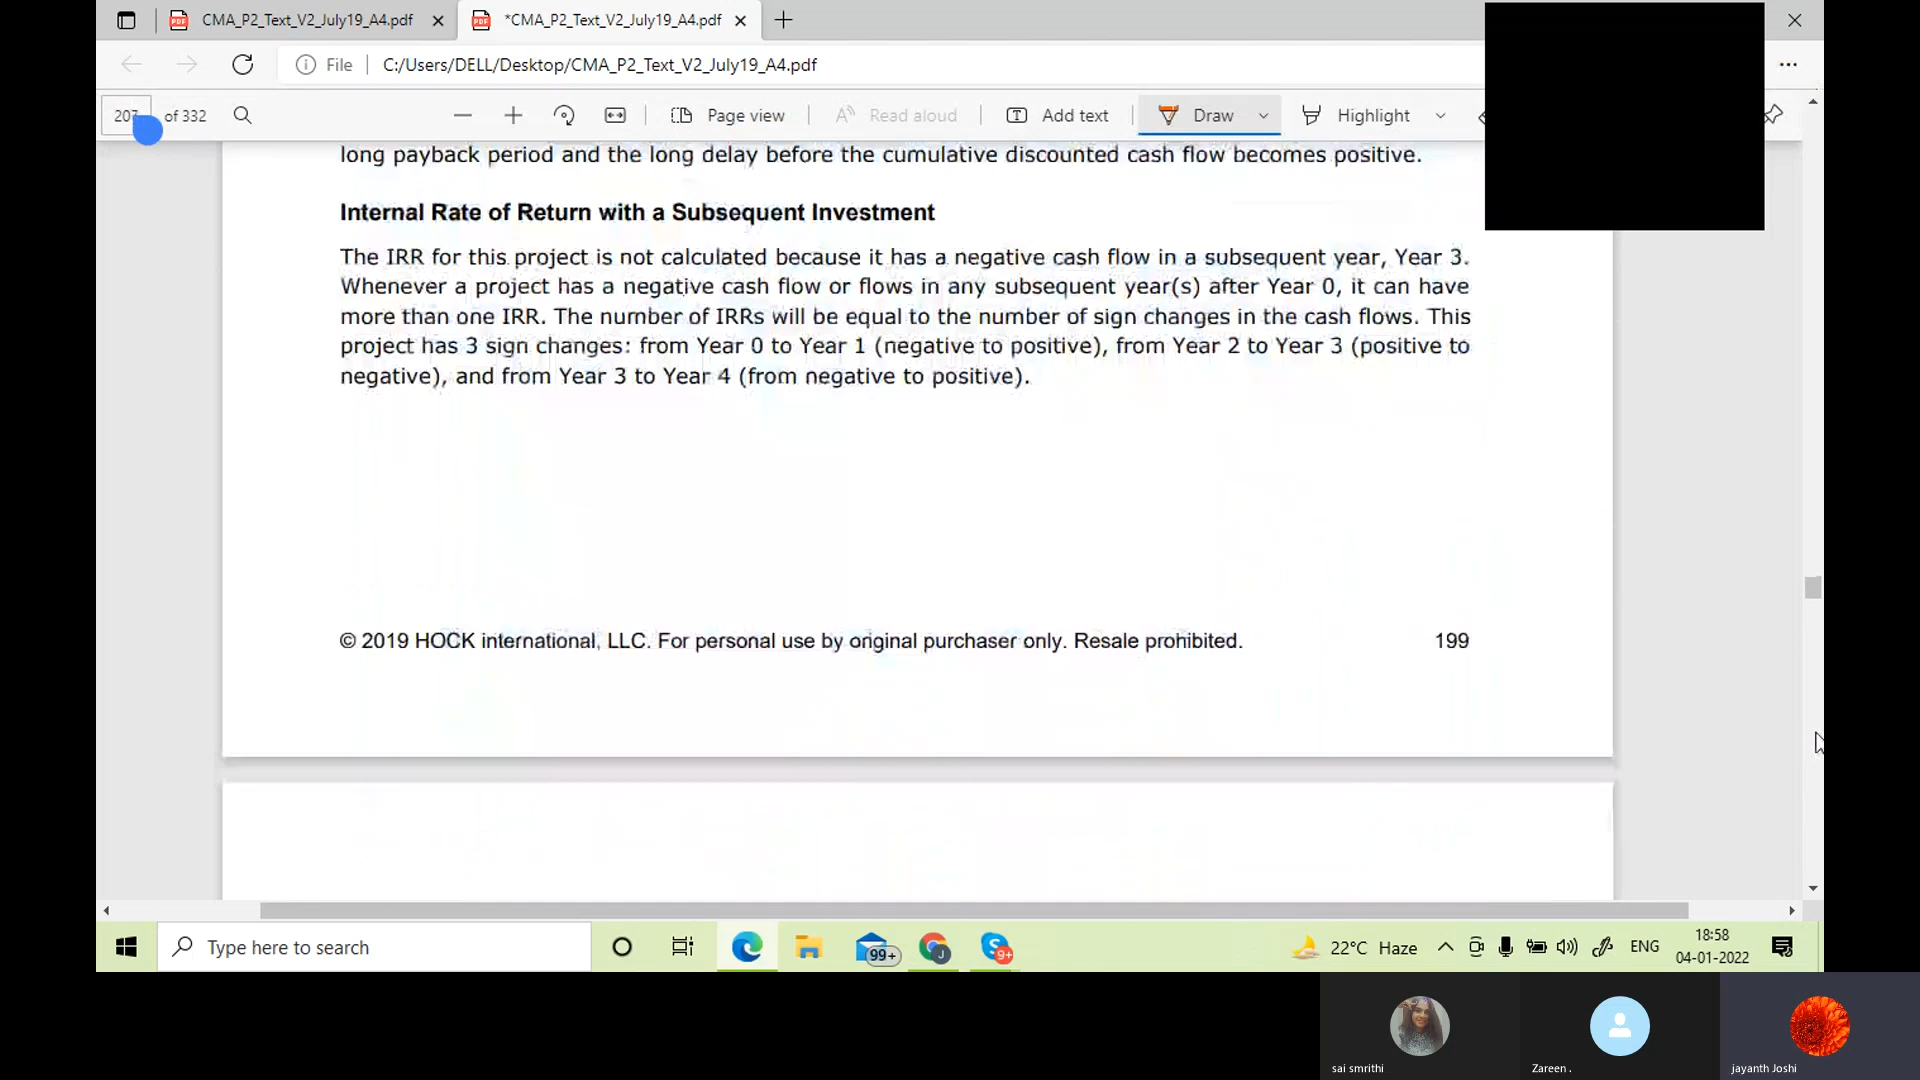 CMA_P2_Text_V2_July19_A4.pdf
*CMA_P2_Text_V2_July19_A4.pdf
File
C:/Users/DELL/Desktop/CMA_P2_Text_V2_July19_A4.pdf
207 of 332
Page view
Read aloud
Add text
Draw
Highlight
long payback period and the long delay before the cumulative discounted cash flow becomes positive.
Internal Rate of Return with a Subsequent Investment
The IRR for this project is not calculated because it has a negative cash flow in a subsequent year, Year 3.
Whenever a project has a negative cash flow or flows in any subsequent year(s) after Year 0, it can have
more than one IRR. The number of IRRs will be equal to the number of sign changes in the cash flows. This
project has 3 sign changes: from Year 0 to Year 1 (negative to positive), from Year 2 to Year 3 (positive to
negative), and from Year 3 to Year 4 (from negative to positive).
© 2019 HOCK international, LLC. For personal use by original purchaser only. Resale prohibited. 199
Type here to search
99+
J
9+
22°C Haze
ENG
18:58
04-01-2022
sai smrithi
Zareen .
jayanth Joshi